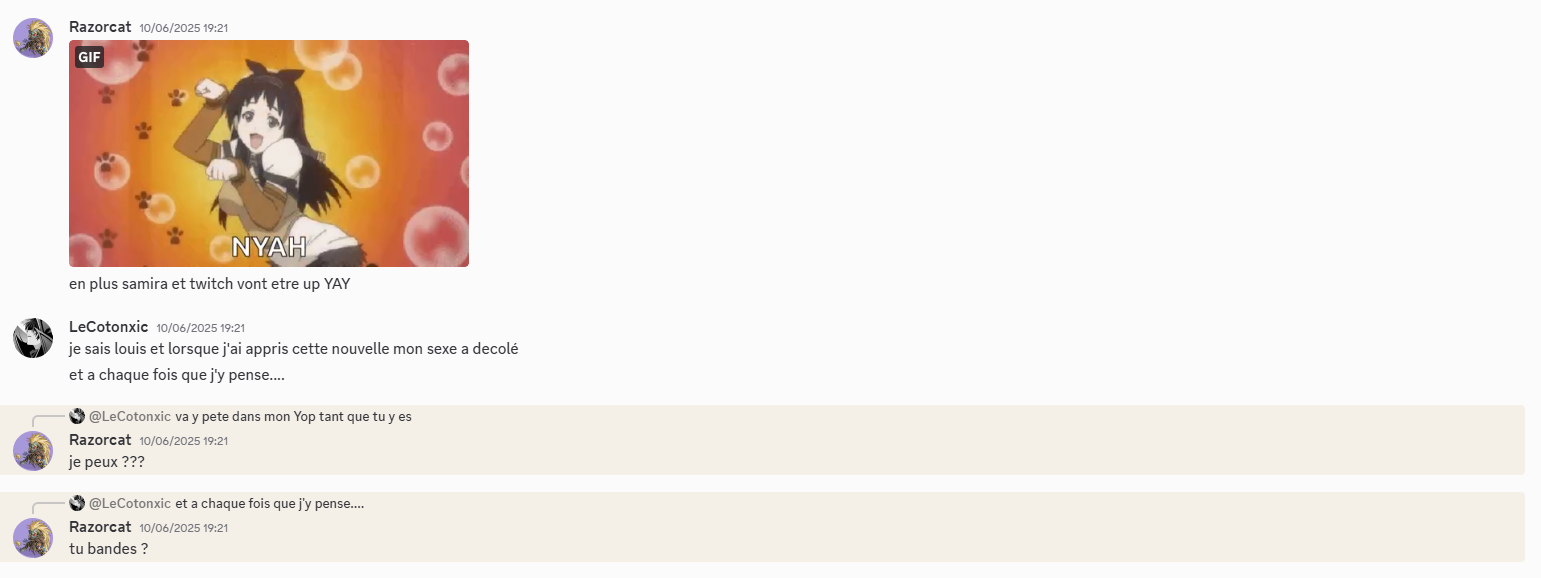 Razorcat 10/06/2025 19:21
GIF
NYAH
en plus samira et twitch vont etre up YAY
LeCotonxic 10/06/2025 19:21
je sais louis et lorsque j'ai appris cette nouvelle mon sexe a decolé
et a chaque fois que j'y pense....
@LeCotonxic va y pete dans mon Yop tant que tu y es
Razorcat 10/06/2025 19:21
je peux ???
@LeCotonxic et a chaque fois que j'y pense....
Razorcat 10/06/2025 19:21
tu bandes ?